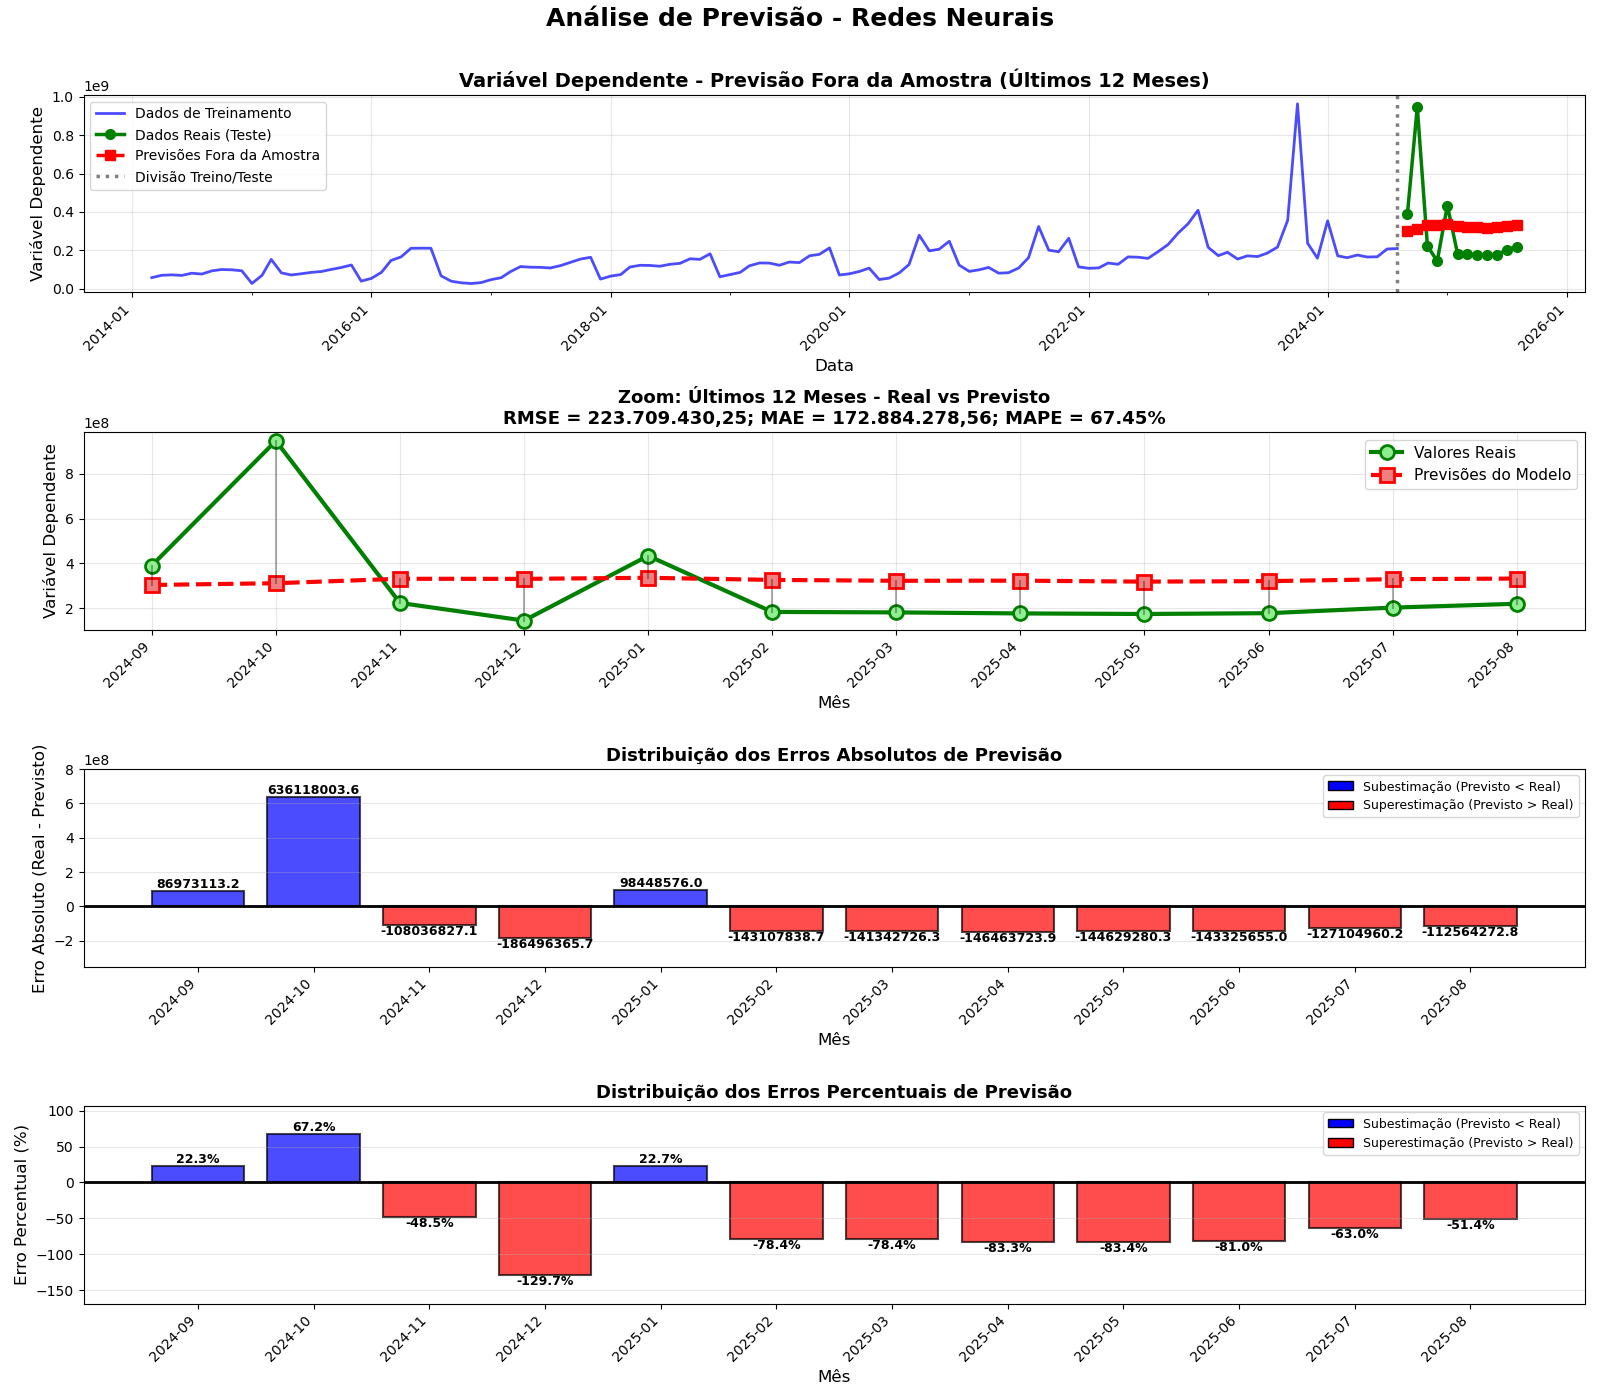 Análise de Previsão - Redes Neurais
Variável Dependente - Previsão Fora da Amostra (Últimos 12 Meses)
1e9
Variável Dependente
1.0
0.8
0.6
0.4
0.2
0.0
Dados de Treinamento
Dados Reais (Teste)
Previsões Fora da Amostra
Divisão Treino/Teste
2014-01 2016-01 2018-01 2020-01 2022-01 2024-01 2026-01
Data
Zoom: Últimos 12 Meses - Real vs Previsto
RMSE = 223.709.430,25; MAE = 172.884.278,56; MAPE = 67.45%
1e8
Variável Dependente
8
6
4
2
Valores Reais
Previsões do Modelo
2024-09 2024-10 2024-11 2024-12 2025-01 2025-02 2025-03 2025-04 2025-05 2025-06 2025-07 2025-08
Mês
Distribuição dos Erros Absolutos de Previsão
1e8
Erro Absoluto (Real - Previsto)
8
6
4
2
0
−2
Subestimação (Previsto < Real)
Superestimação (Previsto > Real)
86973113.2 636118003.6 -108036827.1 -186496365.7 98448576.0 -143107838.7 -141342726.3 -146463723.9 -144629280.3 -143325655.0 -127104960.2 -112564272.8
2024-09 2024-10 2024-11 2024-12 2025-01 2025-02 2025-03 2025-04 2025-05 2025-06 2025-07 2025-08
Mês
Distribuição dos Erros Percentuais de Previsão
Erro Percentual (%)
100
50
0
−50
−100
−150
Subestimação (Previsto < Real)
Superestimação (Previsto > Real)
22.3% 67.2% -48.5% -129.7% 22.7% -78.4% -78.4% -83.3% -83.4% -81.0% -63.0% -51.4%
2024-09 2024-10 2024-11 2024-12 2025-01 2025-02 2025-03 2025-04 2025-05 2025-06 2025-07 2025-08
Mês